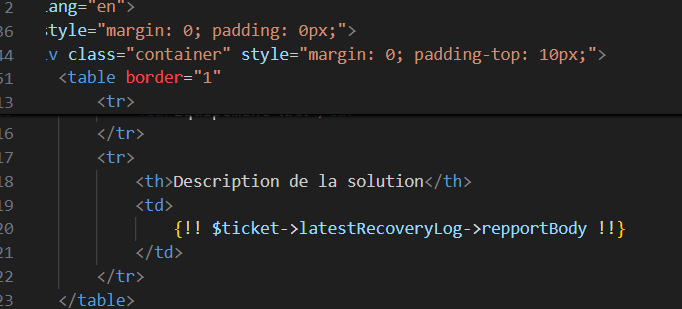 2 ang="en">
36 style="margin: 0; padding: 0px;">
44 v class="container" style="margin: 0; padding-top: 10px;">
51 <table border="1"
13 <tr>
16 </tr>
17 <tr>
18 <th>Description de la solution</th>
19 <td>
20 {!! $ticket->latestRecoveryLog->repportBody !!}
21 </td>
22 </tr>
23 </table>